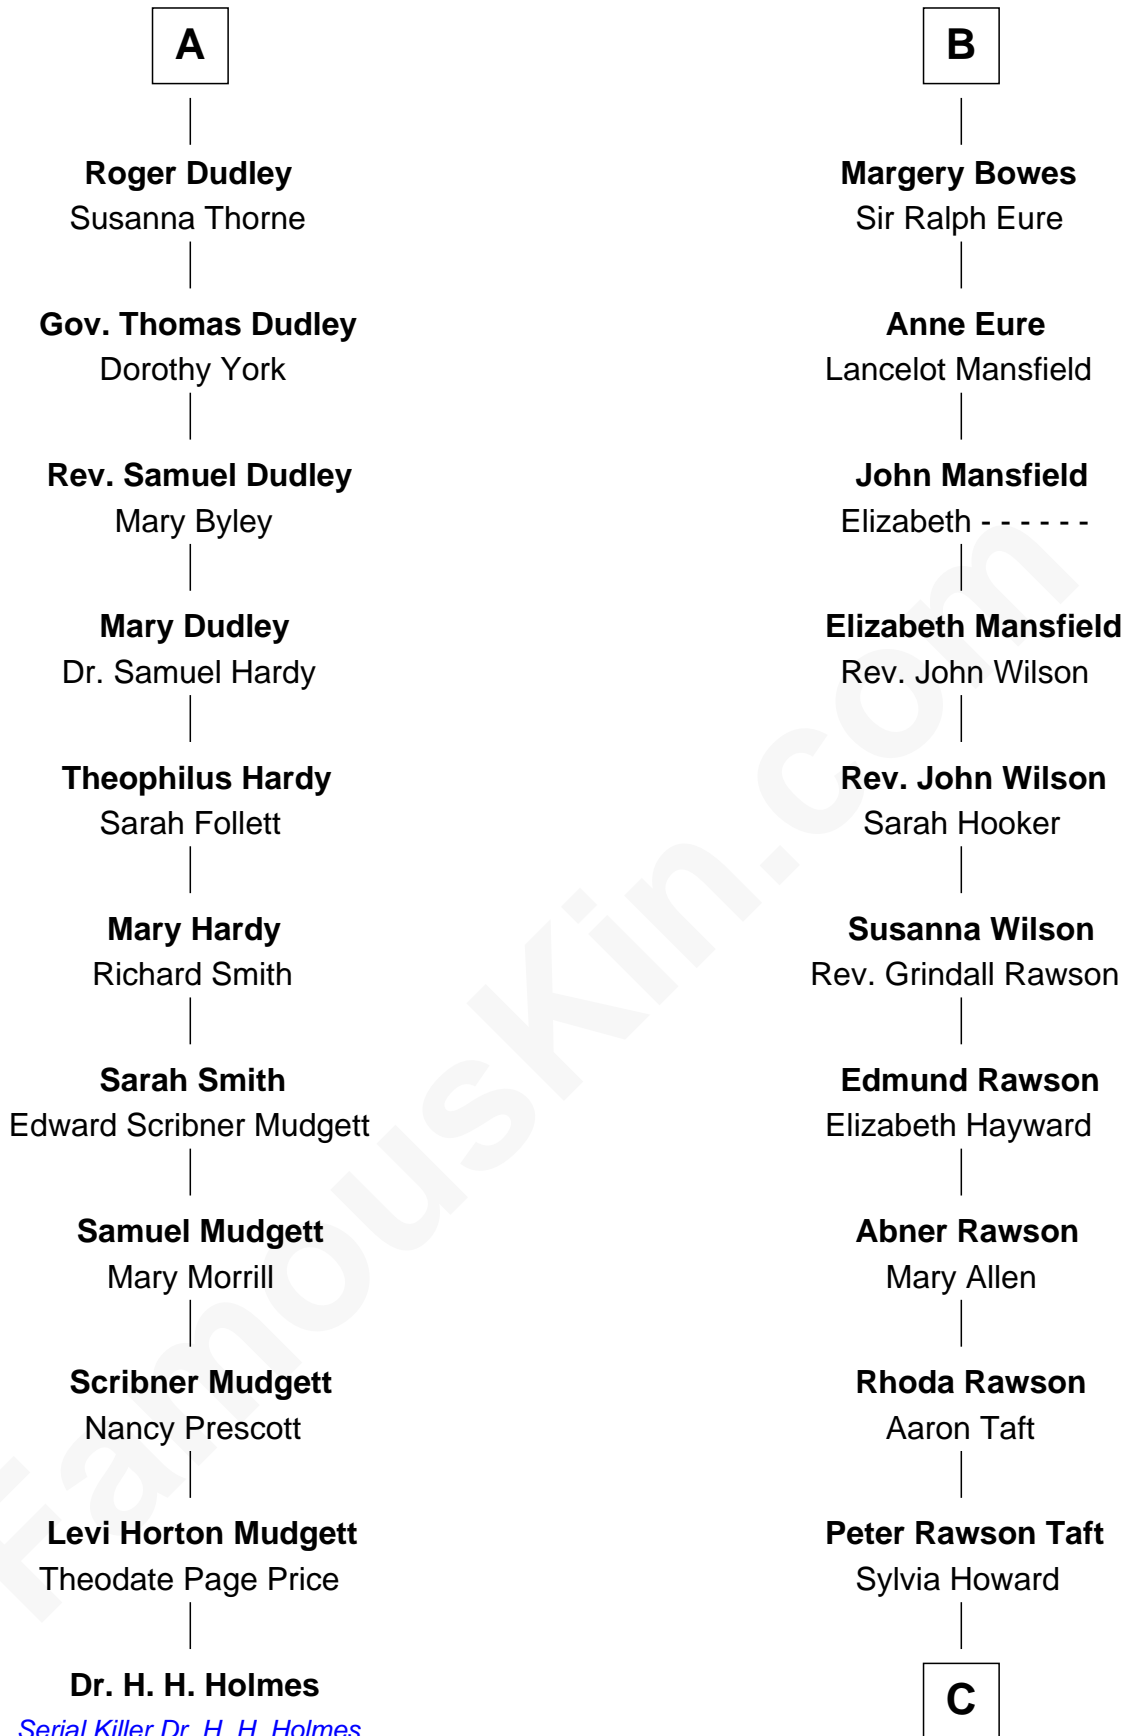 A
Roger Dudley
Susanna Thorne
Gov. Thomas Dudley
Dorothy York
Rev. Samuel Dudley
Mary Byley
Mary Dudley
Dr. Samuel Hardy
Theophilus Hardy
Sarah Follett
Mary Hardy
Richard Smith
Sarah Smith
Edward Scribner Mudgett
Samuel Mudgett
Mary Morrill
Scribner Mudgett
Nancy Prescott
Levi Horton Mudgett
Theodate Page Price
Dr. H. H. Holmes
Serial Killer Dr. H. H. Holmes
B
Margery Bowes
Sir Ralph Eure
Anne Eure
Lancelot Mansfield
John Mansfield
Elizabeth - - - - - -
Elizabeth Mansfield
Rev. John Wilson
Rev. John Wilson
Sarah Hooker
Susanna Wilson
Rev. Grindall Rawson
Edmund Rawson
Elizabeth Hayward
Abner Rawson
Mary Allen
Rhoda Rawson
Aaron Taft
Peter Rawson Taft
Sylvia Howard
C
FamousKin.com